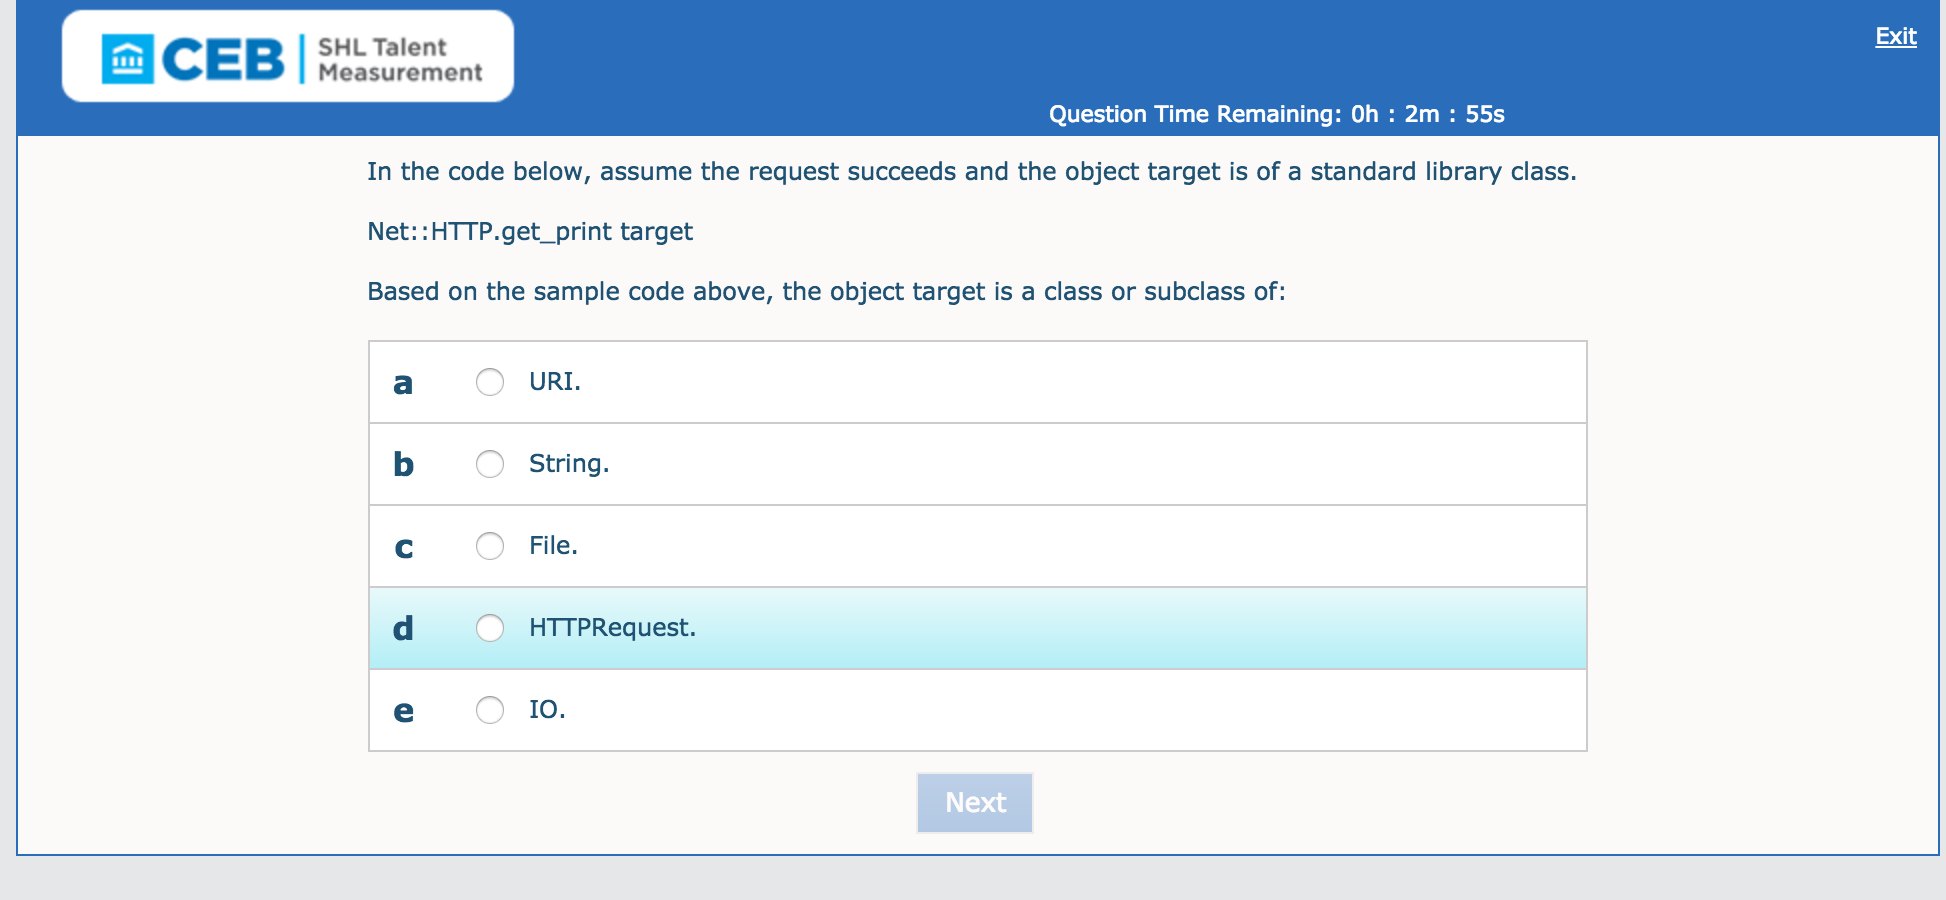 CEB
SHL Talent
Measurement
Exit
Question Time Remaining: 0h : 2m : 55s
In the code below, assume the request succeeds and the object target is of a standard library class.
Net::HTTP.get_print target
Based on the sample code above, the object target is a class or subclass of:
a URI.
b String.
c File.
d HTTPRequest.
e IO.
Next